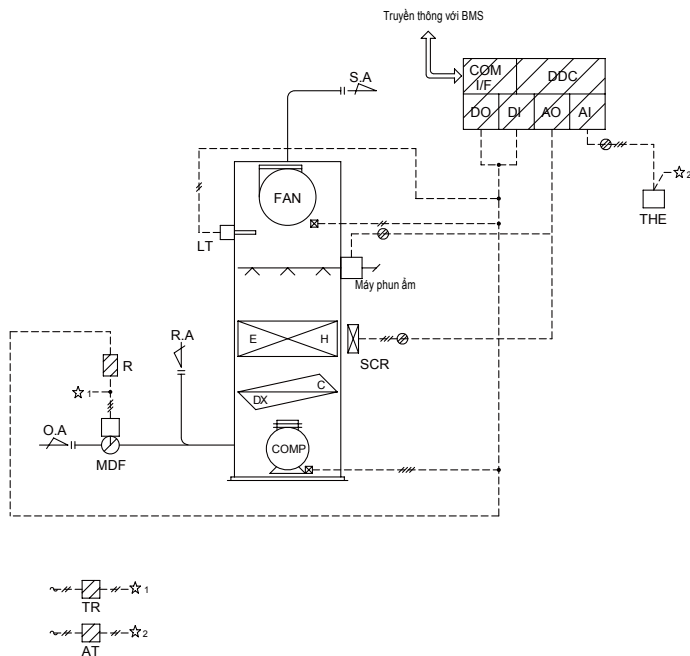 Truyền thông với BMS
S.A
COM
I/F
DDC
DO
DI
AO
AI
2
THE
FAN
LT
Máy phun ẩm
R.A
E
H
SCR
R
1
C
DX
O.A
MDF
COMP
1
TR
2
AT